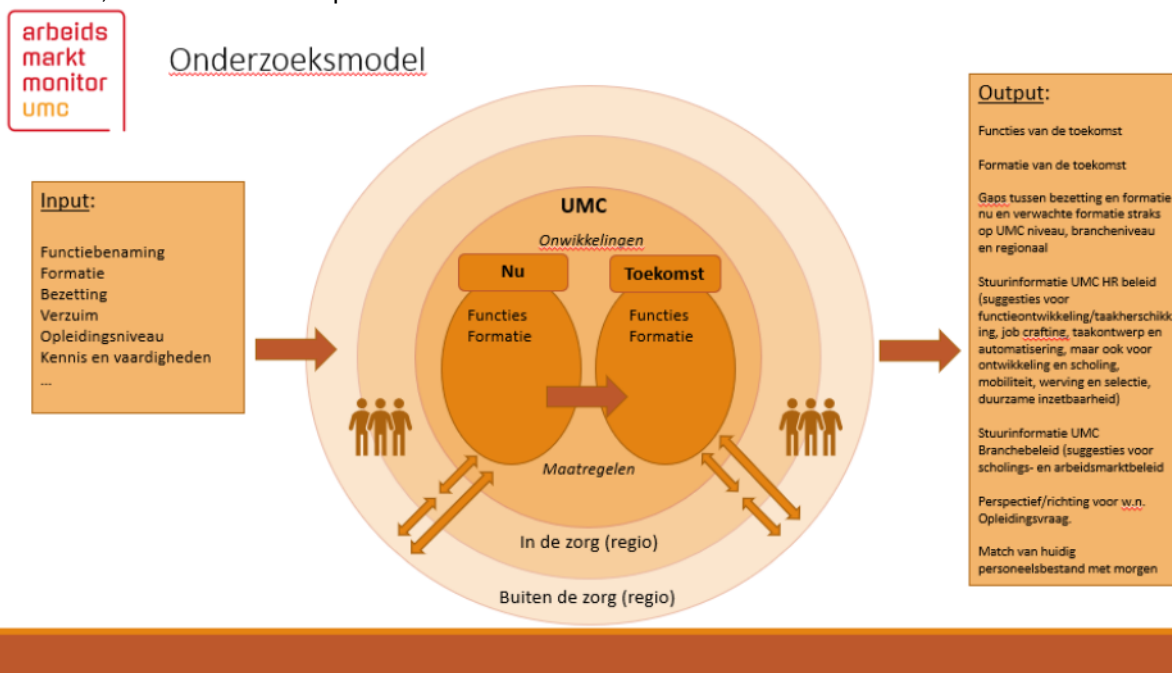 arbeids
markt
monitor
umc
Onderzoeksmodel
Input:
Functiebenaming
Formatie
Bezetting
Verzuim
Opleidingsniveau
Kennis en vaardigheden
...
UMC
Onwikkelingen
Nu
Functies
Formatie
Toekomst
Functies
Formatie
Maatregelen
In de zorg (regio)
Buiten de zorg (regio)
Output:
Functies van de toekomst
Formatie van de toekomst
Gaps tussen bezetting en formatie
nu en verwachte formatie straks
op UMC niveau, brancheniveau
en regionaal
Stuurinformatie UMC HR beleid
(suggesties voor
functieontwikkeling/taakherschikk
ing, job crafting, taakontwerp en
automatisering, maar ook voor
ontwikkeling en scholing,
mobiliteit, werving en selectie,
duurzame inzetbaarheid)
Stuurinformatie UMC
Branchebeleid (suggesties voor
scholings- en arbeidsmarktbeleid
Perspectief/richting voor w.n.
Opleidingsvraag.
Match van huidig
personeelsbestand met morgen